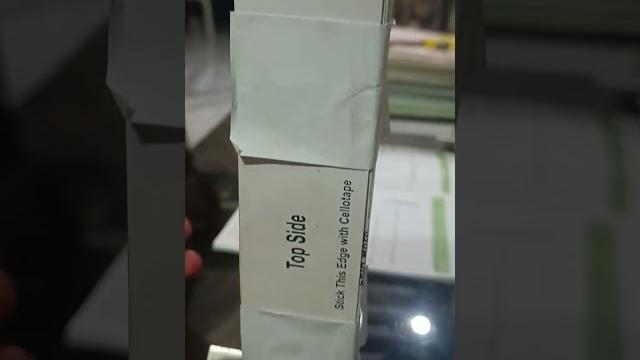 Top Side
Stick This Edge with Cellotape